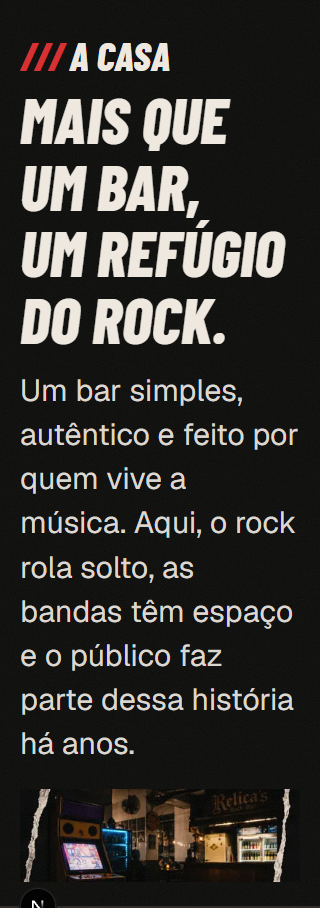 /// A CASA
MAIS QUE
UM BAR,
UM REFÚGIO
DO ROCK.
Um bar simples,
autêntico e feito por
quem vive a
música. Aqui, o rock
rola solto, as
bandas têm espaço
e o público faz
parte dessa história
há anos.
Relica's
N